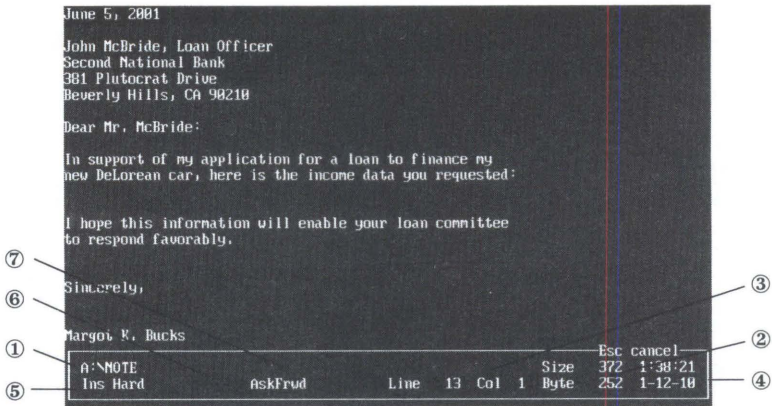 June 5, 2001
John McBride, Loan Officer
Second National Bank
381 Plutocrat Drive
Beverly Hills, CA 90210
Dear Mr. McBride:
In support of my application for a loan to finance my
new DeLorean car, here is the income data you requested:
I hope this information will enable your loan committee
to respond favorably.
Sincerely,
Margot K. Bucks
Esc cancel
A:\NOTE Size 372 1:38:21
Ins Hard AskFrwd Line 13 Col 1 Byte 252 1-12-10
⑦
⑥
①
⑤
③
②
④